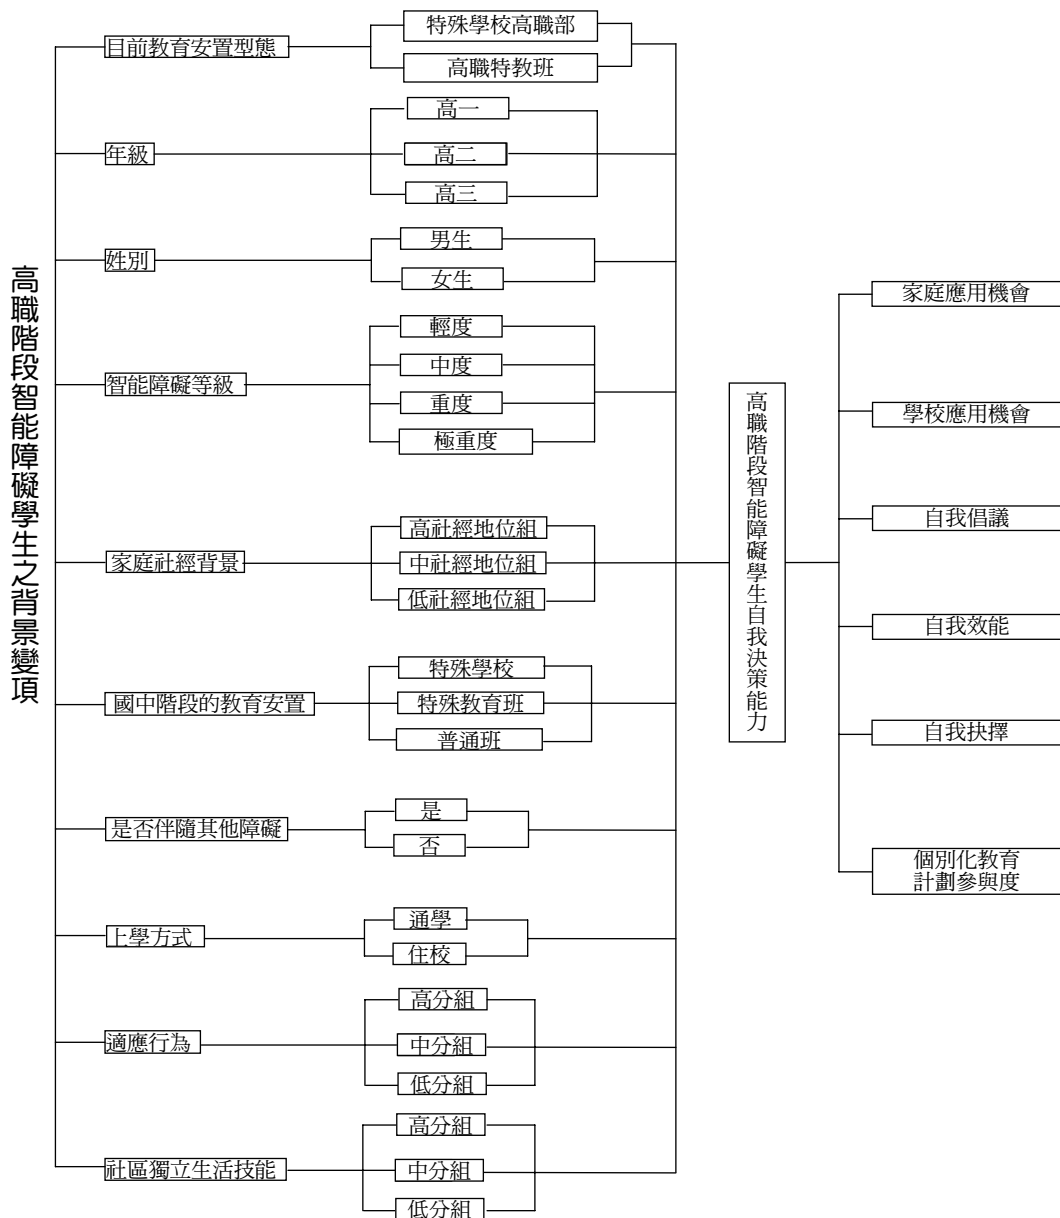 高職階段智能障礙學生之背景變項
目前教育安置型態
特殊學校高職部
高職特教班
年級
高一
高二
高三
姓別
男生
女生
智能障礙等級
輕度
中度
重度
極重度
家庭社經背景
高社經地位組
中社經地位組
低社經地位組
國中階段的教育安置
特殊學校
特殊教育班
普通班
是否伴隨其他障礙
是
否
上學方式
通學
住校
適應行為
高分組
中分組
低分組
社區獨立生活技能
高分組
中分組
低分組
高職階段智能障礙學生自我決策能力
家庭應用機會
學校應用機會
自我倡議
自我效能
自我抉擇
個別化教育
計劃參與度